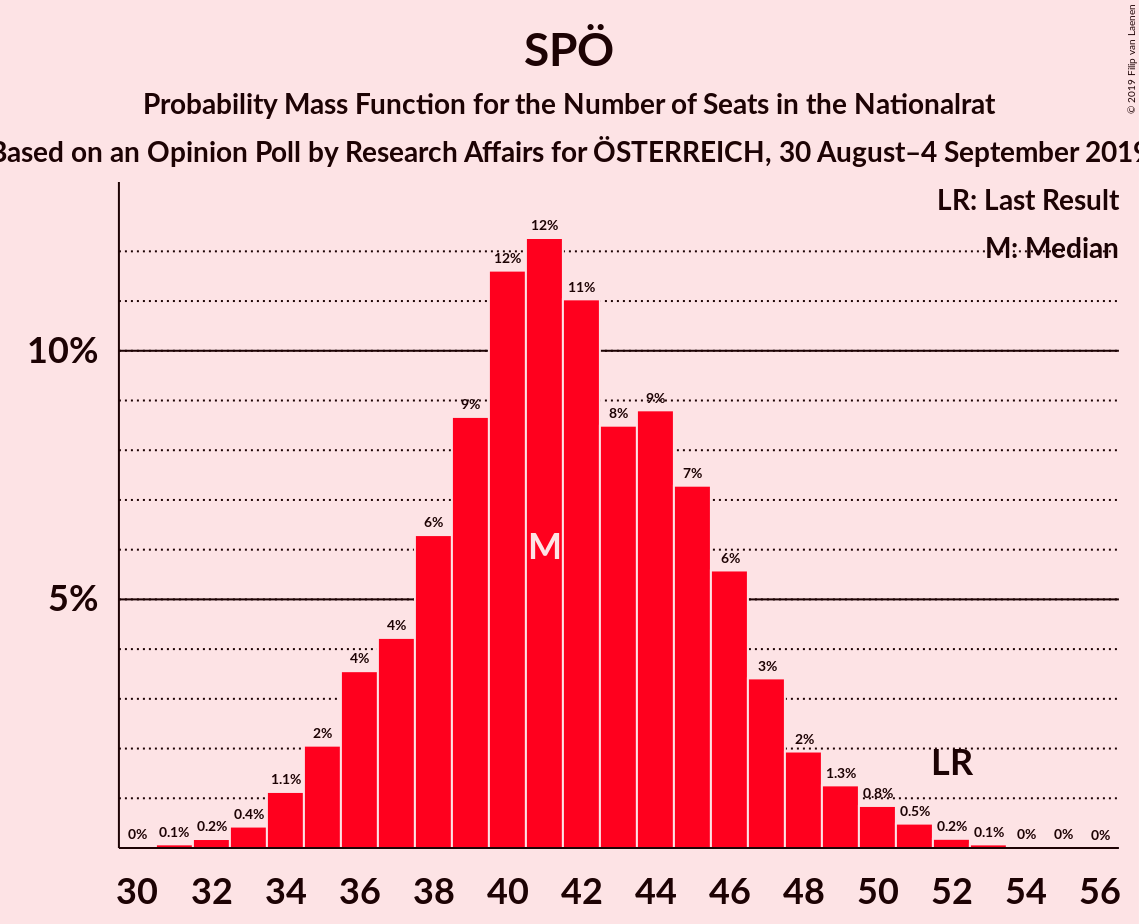 © 2019 Filip van Laenen
SPÖ
Probability Mass Function for the Number of Seats in the Nationalrat
Based on an Opinion Poll by Research Affairs for ÖSTERREICH, 30 August–4 September 2019
LR: Last Result
M: Median
12%
12%
11%
10%
9%
9%
8%
7%
6%
6%
M
5%
4%
4%
3%
2%
2%
LR
1.3%
1.1%
0.8%
0.5%
0.4%
0.2%
0.2%
0% 0.1% 0.1% 0% 0% 0%
30 32 34 36 38 40 42 44 46 48 50 52 54 56